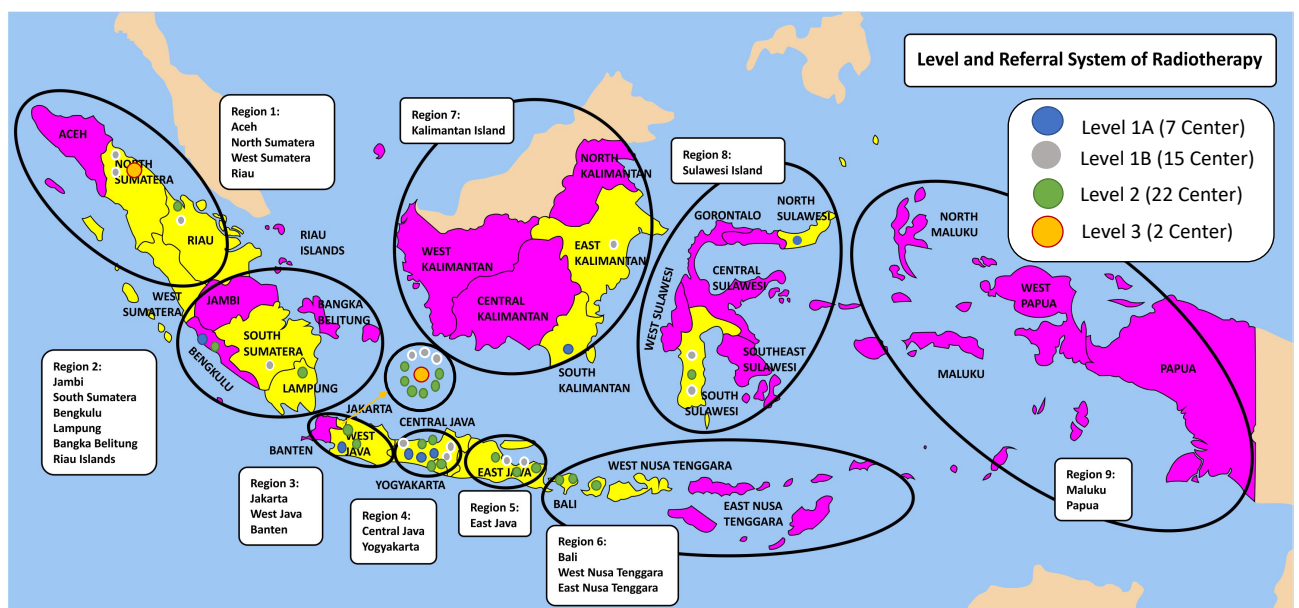 Level and Referral System of Radiotherapy
Level 1A (7 Center)
Level 1B (15 Center)
Level 2 (22 Center)
Level 3 (2 Center)
Region 1:
Aceh
North Sumatera
West Sumatera
Riau
Region 7:
Kalimantan Island
Region 8:
Sulawesi Island
ACEH
NORTH
SUMATERA
RIAU
RIAU
ISLANDS
WEST
SUMATERA
JAMBI
BANGKA
BELITUNG
SOUTH
SUMATERA
BENGKULU
LAMPUNG
NORTH
KALIMANTAN
WEST
KALIMANTAN
EAST
KALIMANTAN
CENTRAL
KALIMANTAN
SOUTH
KALIMANTAN
GORONTALO
NORTH
SULAWESI
CENTRAL
SULAWESI
WEST SULAWESI
SOUTHEAST
SULAWESI
SOUTH
SULAWESI
NORTH
MALUKU
WEST
PAPUA
MALUKU
PAPUA
Region 2:
Jambi
South Sumatera
Bengkulu
Lampung
Bangka Belitung
Riau Islands
JAKARTA
BANTEN
WEST
JAVA
CENTRAL JAVA
YOGYAKARTA
EAST JAVA
BALI
WEST NUSA TENGGARA
EAST NUSA
TENGGARA
Region 3:
Jakarta
West Java
Banten
Region 4:
Central Java
Yogyakarta
Region 5:
East Java
Region 6:
Bali
West Nusa Tenggara
East Nusa Tenggara
Region 9:
Maluku
Papua